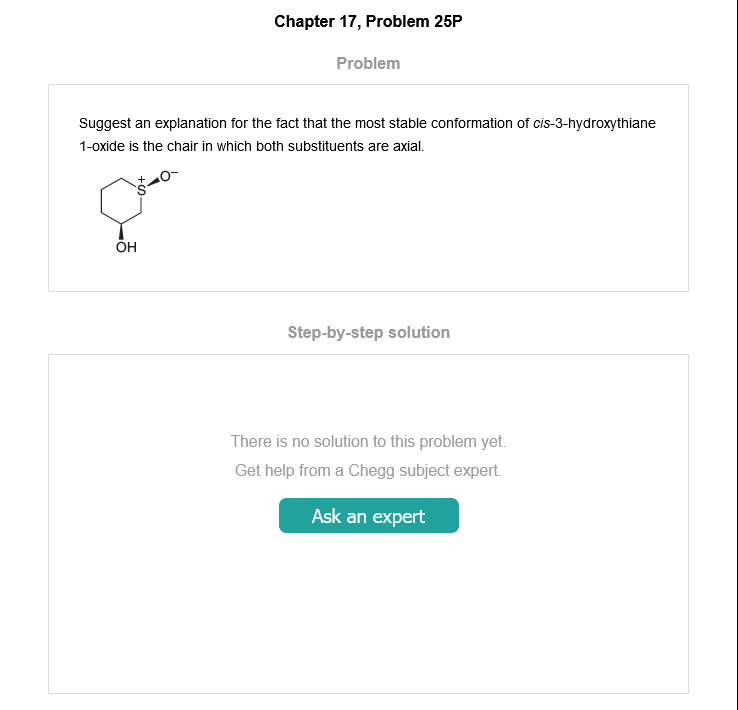 Chapter 17, Problem 25P
Problem
Suggest an explanation for the fact that the most stable conformation of cis-3-hydroxythiane
1-oxide is the chair in which both substituents are axial.
+
O−
S
OH
Step-by-step solution
There is no solution to this problem yet.
Get help from a Chegg subject expert.
Ask an expert